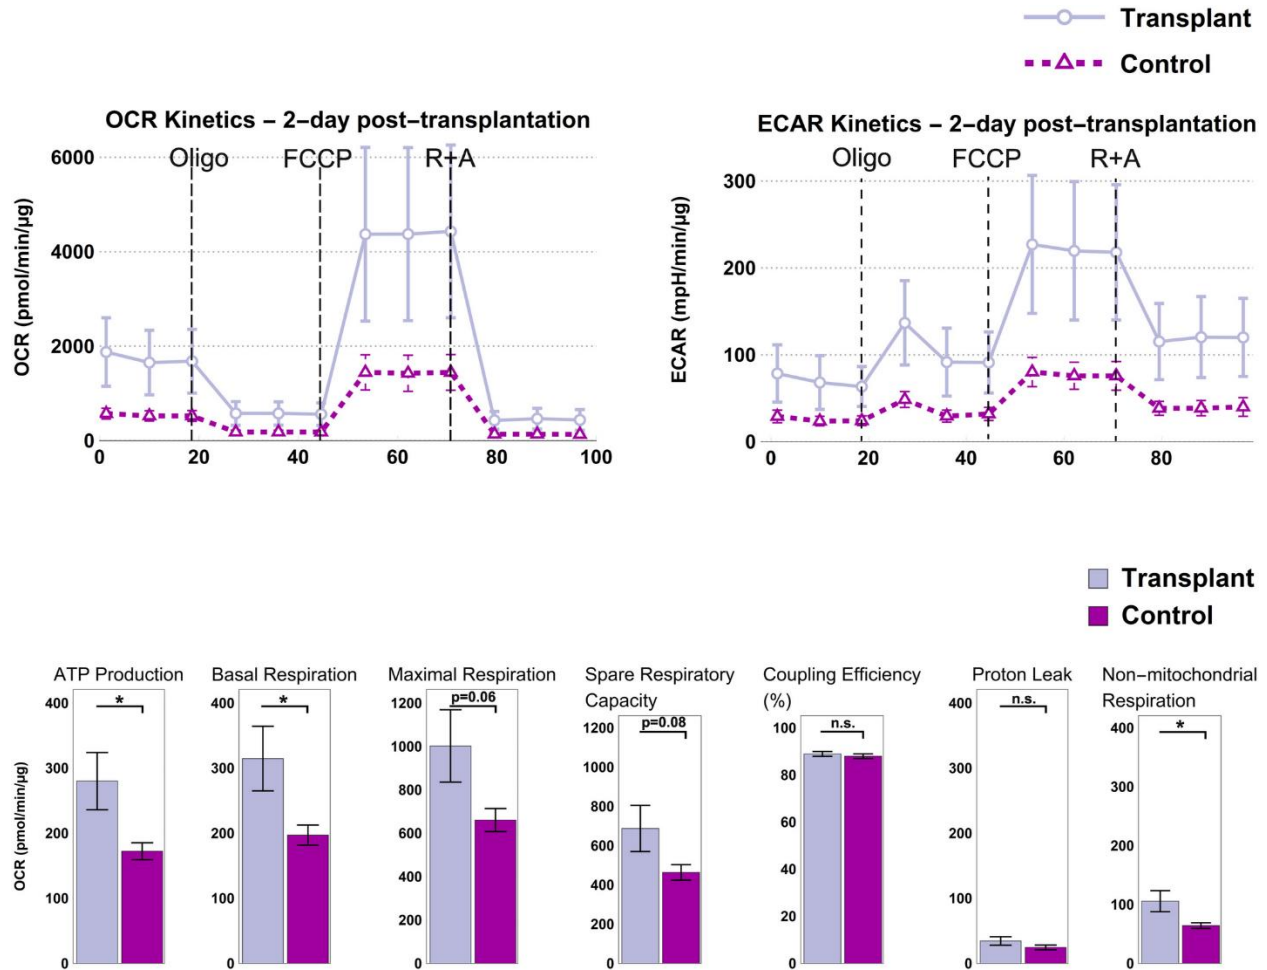 Transplant
Control
OCR Kinetics – 2–day post–transplantation
Oligo
FCCP
R+A
OCR (pmol/min/µg)
6000
4000
2000
0
0 20 40 60 80 100
ECAR Kinetics – 2–day post–transplantation
Oligo
FCCP
R+A
ECAR (mpH/min/µg)
300
200
100
0
0 20 40 60 80
Transplant
Control
OCR (pmol/min/µg)
ATP Production
400
300
200
100
0
*
Basal Respiration
400
300
200
100
0
*
Maximal Respiration
1200
1000
800
600
400
200
0
p=0.06
Spare Respiratory
Capacity
1200
1000
800
600
400
200
0
p=0.08
Coupling Efficiency
(%)
80
60
40
20
0
n.s.
Proton Leak
400
300
200
100
0
n.s.
Non–mitochondrial
Respiration
400
300
200
100
0
*